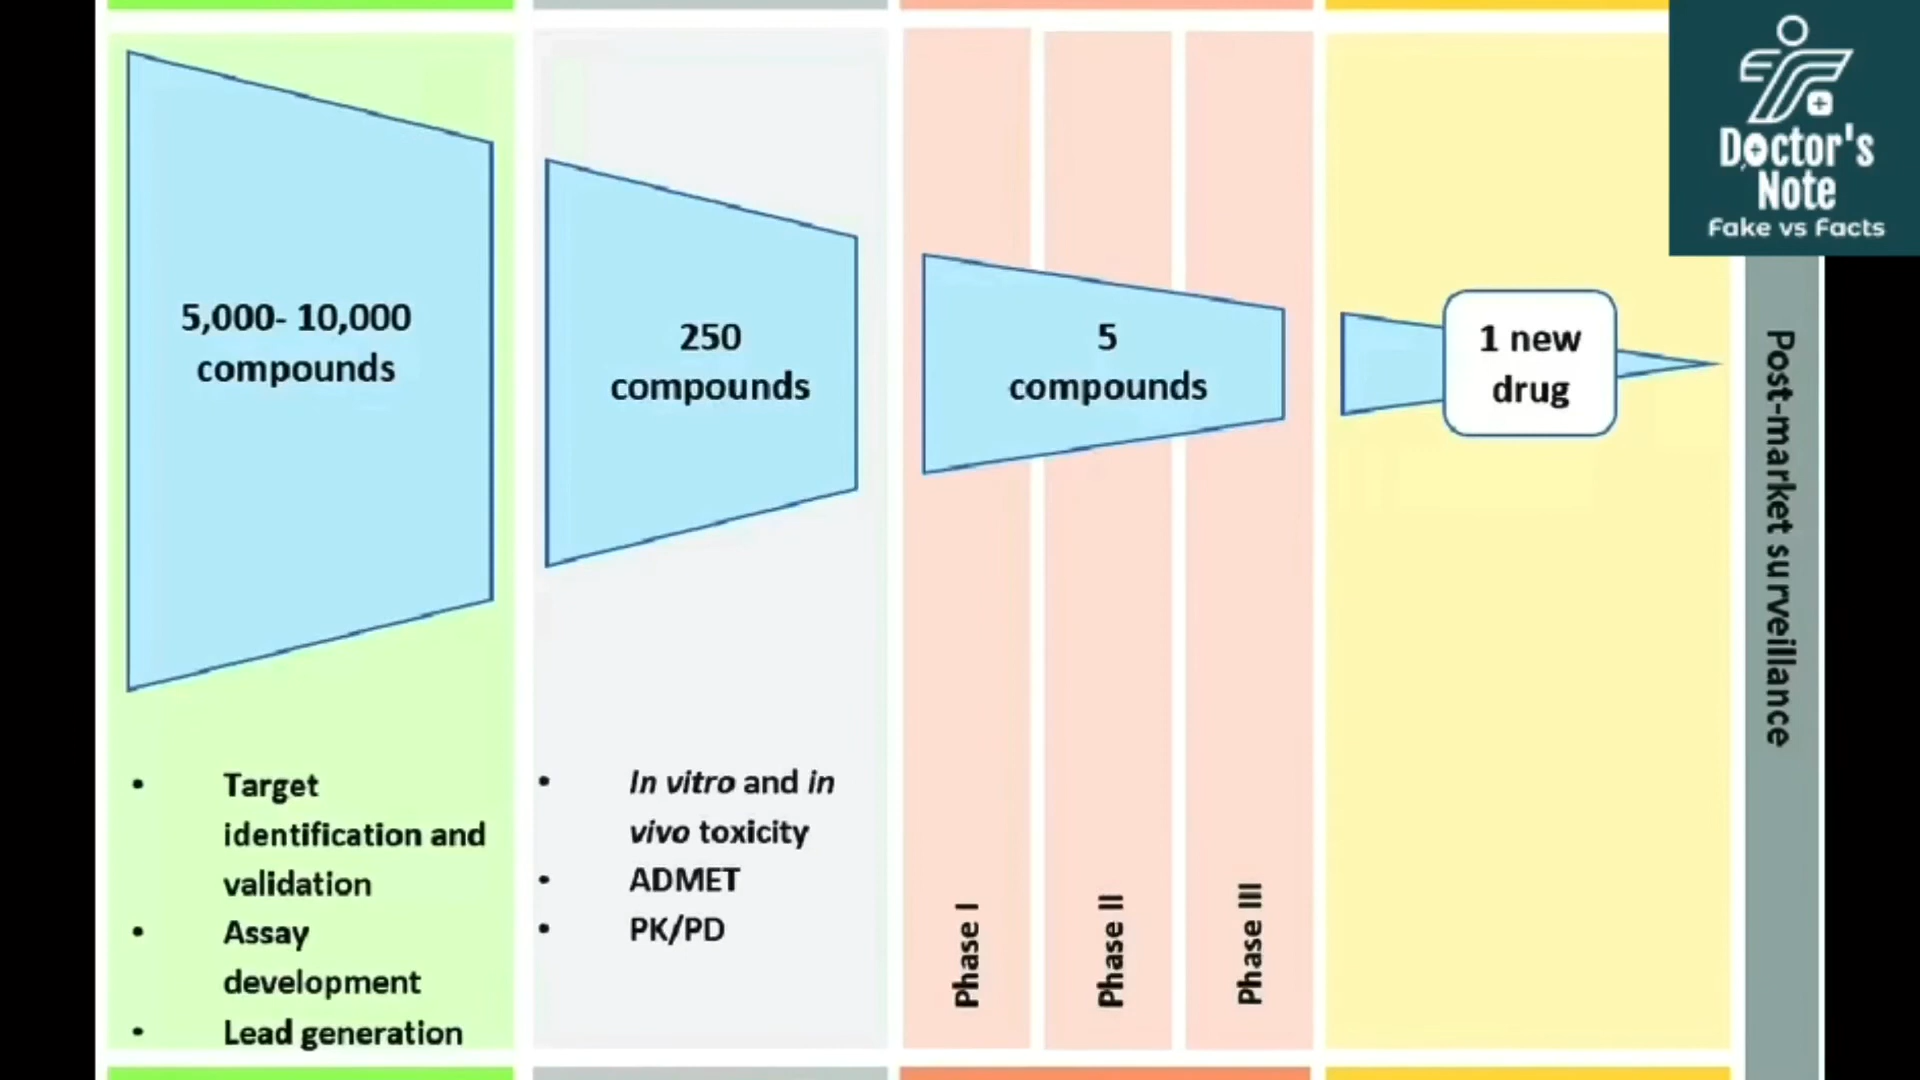 5,000- 10,000
compounds
250
compounds
5
compounds
1 new
drug
Post-market surveillance
Doctor's
Note
Fake vs Facts
• Target
identification and
validation
• Assay
development
• Lead generation
• In vitro and in
vivo toxicity
• ADMET
• PK/PD
Phase I
Phase II
Phase III